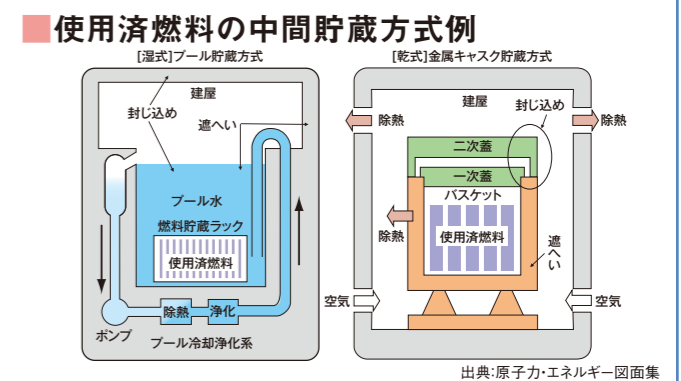 ■使用済燃料の中間貯蔵方式例
[湿式]プール貯蔵方式
建屋
封じ込め
遮へい
プール水
燃料貯蔵ラック
使用済燃料
除熱
浄化
ポンプ
プール冷却浄化系
[乾式]金属キャスク貯蔵方式
建屋
封じ込め
除熱
除熱
二次蓋
一次蓋
バスケット
使用済燃料
除熱
遮へい
空気
空気
出典:原子力・エネルギー図面集